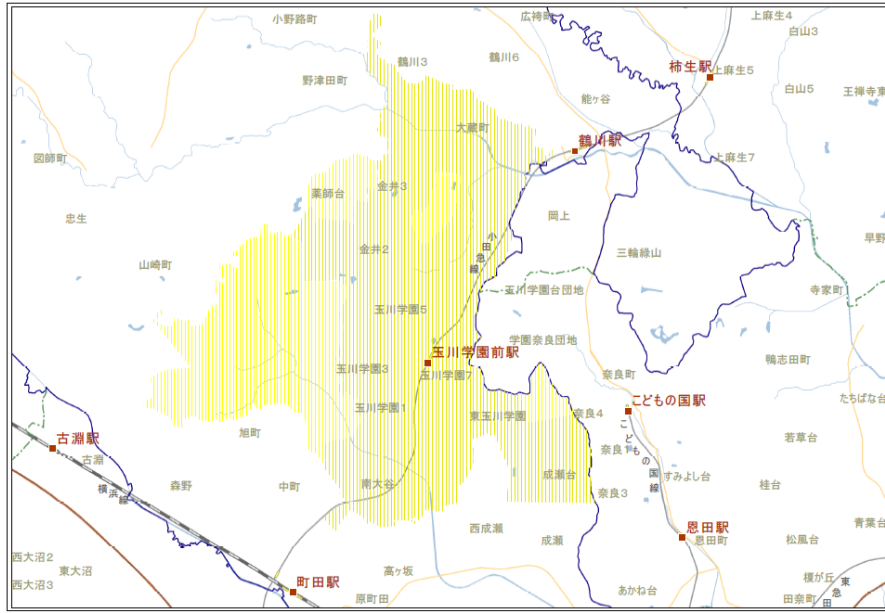 小野路町
広袴町
上麻生4
白山3
鶴川3
鶴川6
柿生駅
上麻生5
野津田町
白山5
王禅寺東
能ヶ谷
大蔵町
鶴川駅
図師町
上麻生7
薬師台
金井3
忠生
岡上
小田急線
早野
金井2
三輪緑山
山崎町
玉川学園台団地
寺家町
玉川学園5
学園奈良団地
玉川学園前駅
鴨志田町
玉川学園3
玉川学園7
奈良町
たちばな台
玉川学園1
東玉川学園
奈良4
こどもの国駅
旭町
古淵駅
若草台
古淵
奈良1
こどもの国線
成瀬台
すみよし台
横浜線
森野
中町
南大谷
奈良3
桂台
西成瀬
恩田駅
青葉台
成瀬
恩田町
松風台
西大沼2
東大沼
高ヶ坂
西大沼3
町田駅
あかね台
榎が丘
東急田
原町田
田奈町